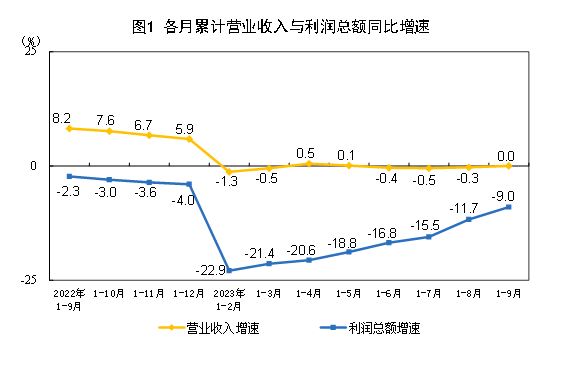 图1 各月累计营业收入与利润总额同比增速
(%)
25
8.2 7.6 6.7 5.9 -1.3 -0.5 0.5 0.1 -0.4 -0.5 -0.3 0.0
0
-2.3 -3.0 -3.6 -4.0 -22.9 -21.4 -20.6 -18.8 -16.8 -15.5 -11.7 -9.0
-25
2022年 1-10月 1-11月 1-12月 2023年 1-3月 1-4月 1-5月 1-6月 1-7月 1-8月 1-9月
1-9月 1-2月
营业收入增速 利润总额增速